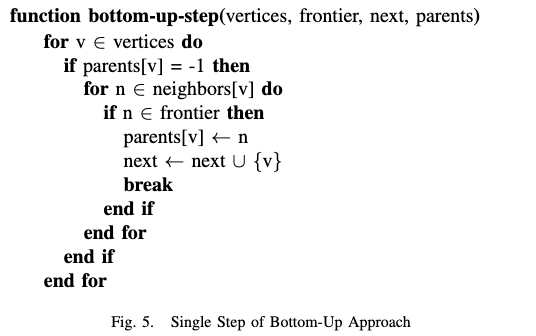 function bottom-up-step(vertices, frontier, next, parents)
for v ∈ vertices do
if parents[v] = -1 then
for n ∈ neighbors[v] do
if n ∈ frontier then
parents[v] ← n
next ← next ∪ {v}
break
end if
end for
end if
end for
Fig. 5. Single Step of Bottom-Up Approach